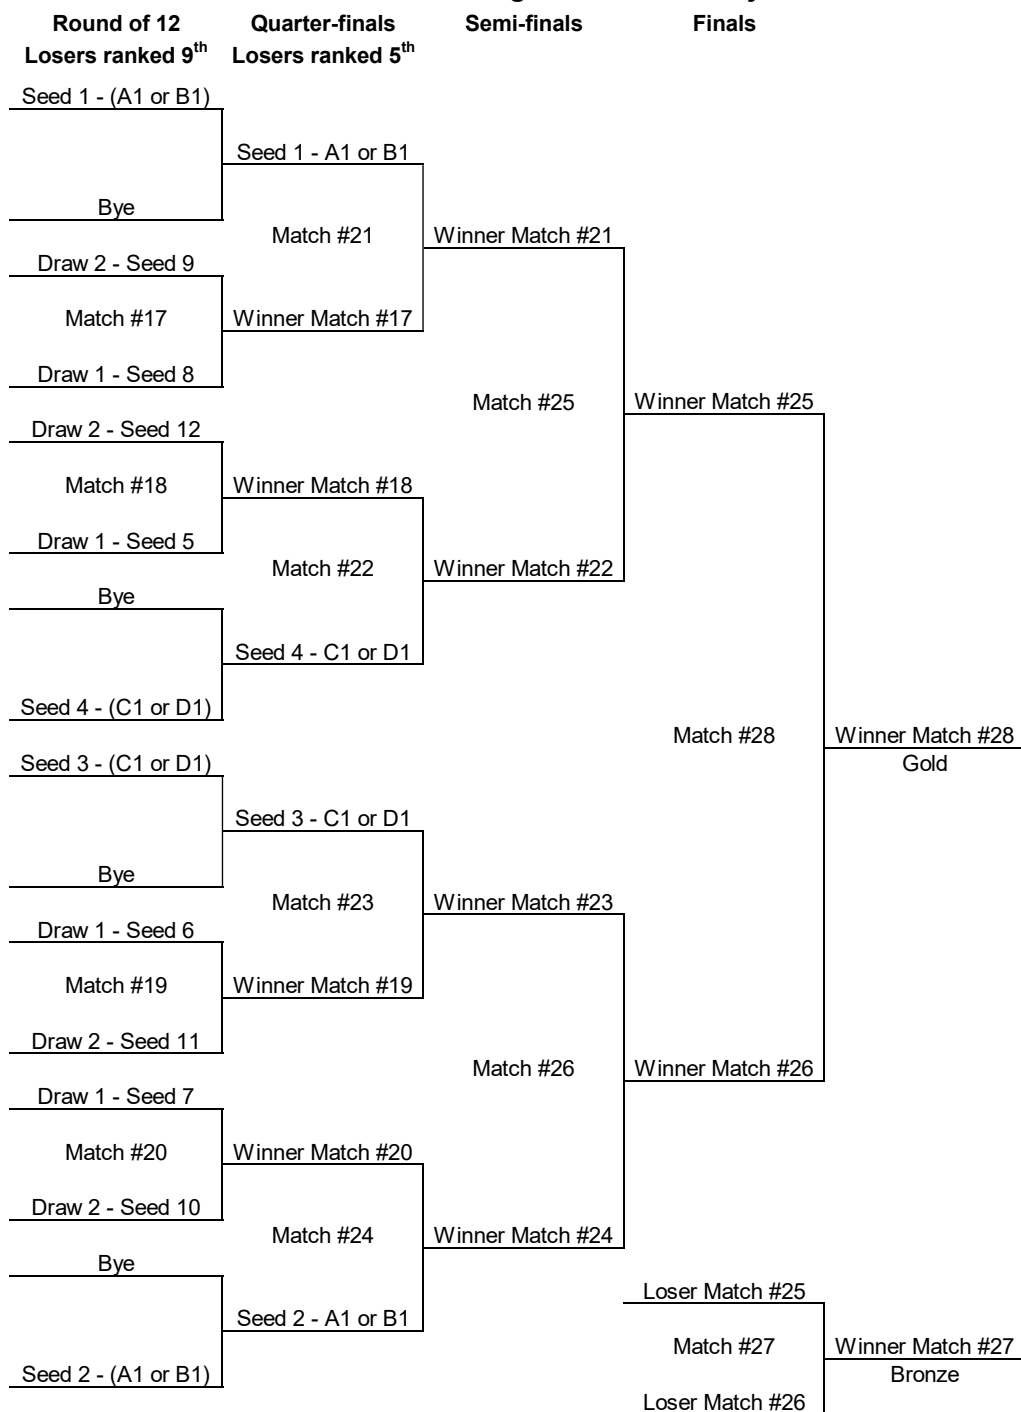 Round of 12 Quarter-finals Semi-finals Finals
Losers ranked 9th Losers ranked 5th
Seed 1 - (A1 or B1)
Seed 1 - A1 or B1
Bye
Match #21 Winner Match #21
Draw 2 - Seed 9
Match #17 Winner Match #17
Draw 1 - Seed 8
Match #25 Winner Match #25
Draw 2 - Seed 12
Match #18 Winner Match #18
Draw 1 - Seed 5
Match #22 Winner Match #22
Bye
Seed 4 - C1 or D1
Seed 4 - (C1 or D1)
Match #28 Winner Match #28
Seed 3 - (C1 or D1) Gold
Seed 3 - C1 or D1
Bye
Match #23 Winner Match #23
Draw 1 - Seed 6
Match #19 Winner Match #19
Draw 2 - Seed 11
Match #26 Winner Match #26
Draw 1 - Seed 7
Match #20 Winner Match #20
Draw 2 - Seed 10
Match #24 Winner Match #24
Bye
Loser Match #25
Seed 2 - A1 or B1
Match #27 Winner Match #27
Seed 2 - (A1 or B1) Bronze
Loser Match #26